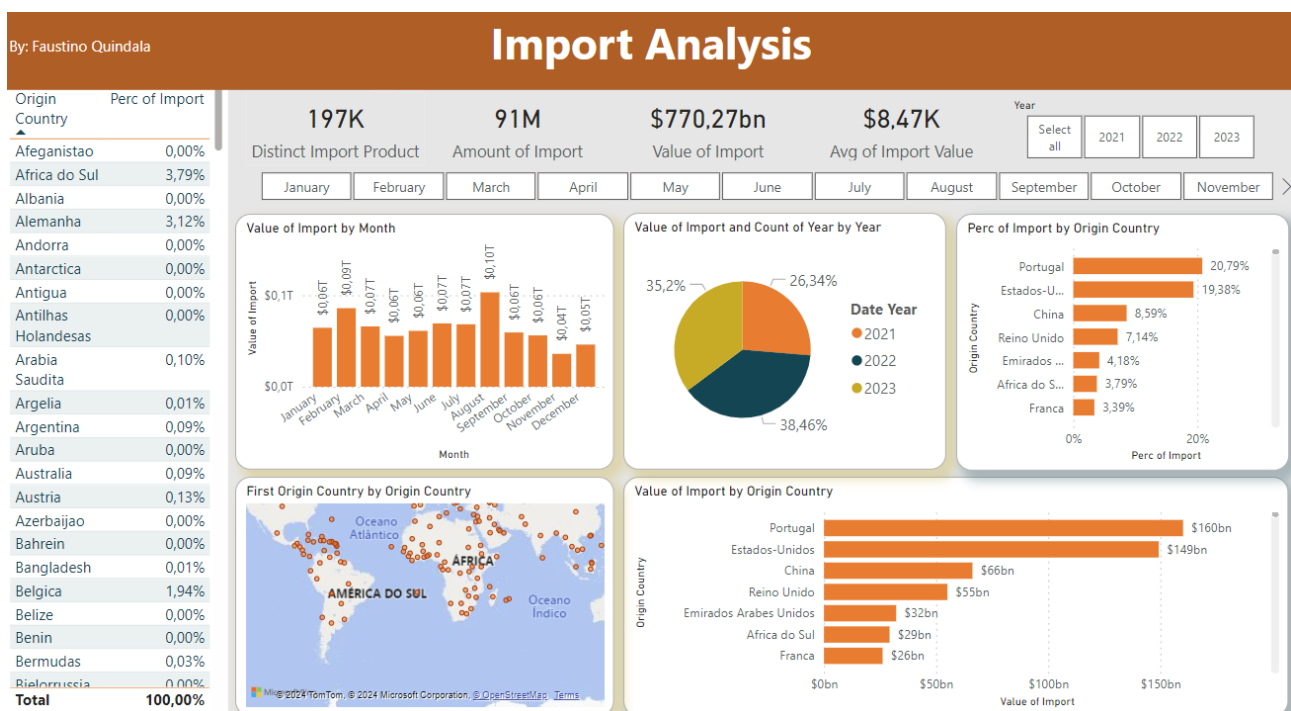 Import Analysis
By: Faustino Quindala
Origin Country Perc of Import
Afeganistao 0,00%
Africa do Sul 3,79%
Albania 0,00%
Alemanha 3,12%
Andorra 0,00%
Antarctica 0,00%
Antigua 0,00%
Antilhas Holandesas 0,00%
Arabia Saudita 0,10%
Argelia 0,01%
Argentina 0,09%
Aruba 0,00%
Australia 0,09%
Austria 0,13%
Azerbaijao 0,00%
Bahrein 0,00%
Bangladesh 0,01%
Belgica 1,94%
Belize 0,00%
Benin 0,00%
Bermudas 0,03%
Bielorrussia 0,00%
Total 100,00%
197K
Distinct Import Product
91M
Amount of Import
$770,27bn
Value of Import
$8,47K
Avg of Import Value
Year
Select all
2021
2022
2023
January February March April May June July August September October November
Value of Import by Month
Value of Import
$0,1T
$0,0T
$0,06T
$0,09T
$0,07T
$0,06T
$0,06T
$0,07T
$0,07T
$0,10T
$0,06T
$0,06T
$0,04T
$0,05T
January
February
March
April
May
June
July
August
September
October
November
December
Month
Value of Import and Count of Year by Year
35,2%
26,34%
38,46%
Date Year
2021
2022
2023
Perc of Import by Origin Country
Origin Country
Portugal 20,79%
Estados-U... 19,38%
China 8,59%
Reino Unido 7,14%
Emirados ... 4,18%
Africa do S... 3,79%
Franca 3,39%
0% 20%
Perc of Import
First Origin Country by Origin Country
Oceano
Atlântico
ÁFRICA
AMÉRICA DO SUL
Oceano
Índico
© 2024 TomTom, © 2024 Microsoft Corporation, © OpenStreetMap Terms
Value of Import by Origin Country
Origin Country
Portugal $160bn
Estados-Unidos $149bn
China $66bn
Reino Unido $55bn
Emirados Arabes Unidos $32bn
Africa do Sul $29bn
Franca $26bn
$0bn $50bn $100bn $150bn
Value of Import